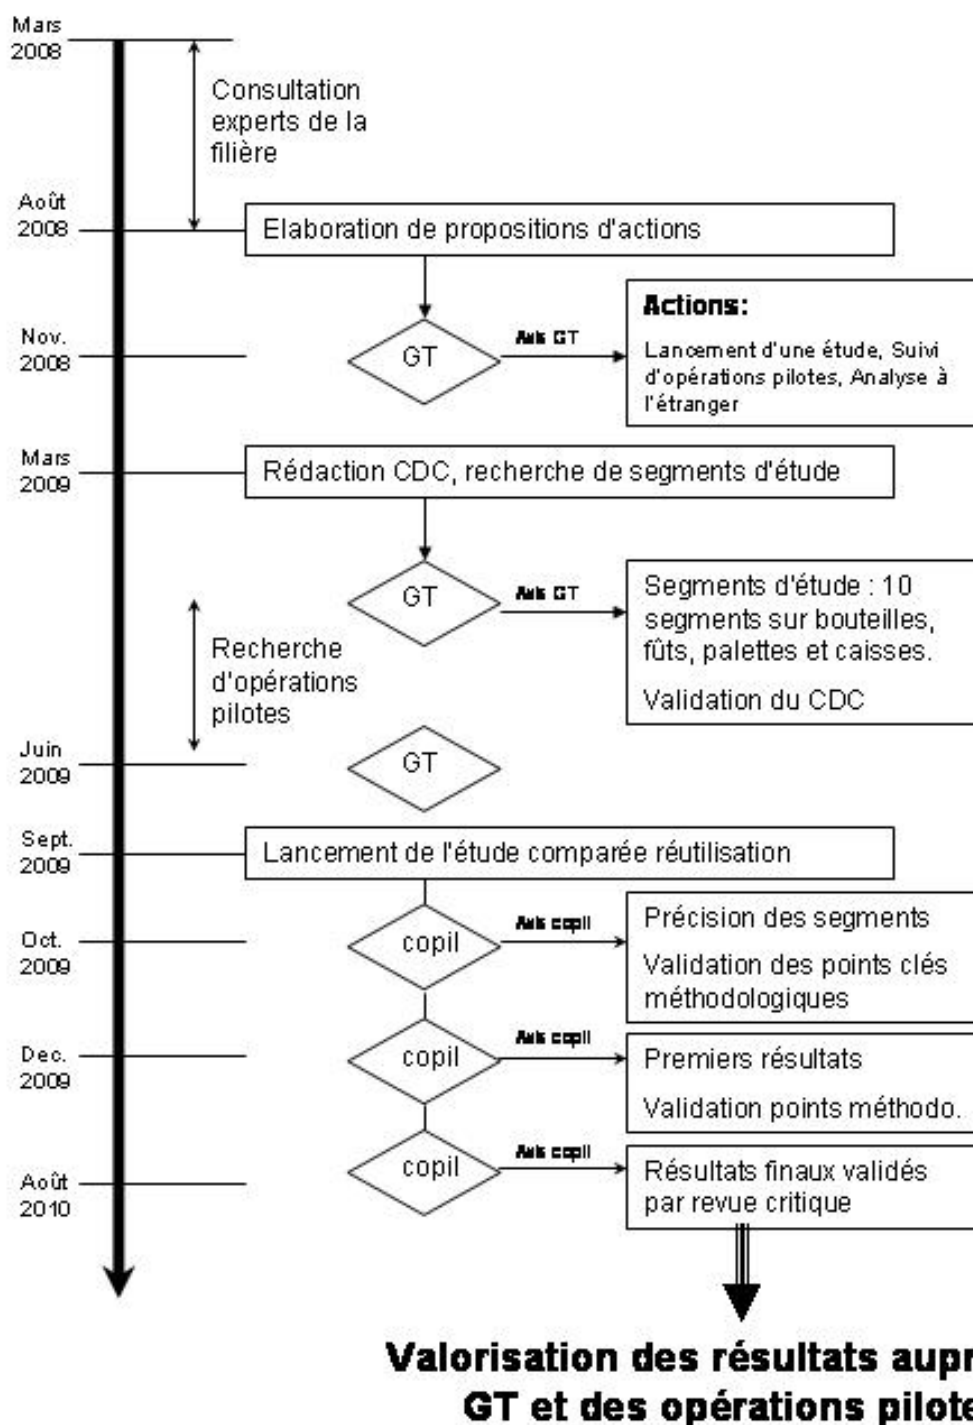 Mars
2008
Consultation
experts de la
filière
Août
2008
Elaboration de propositions d'actions
Nov.
2008
GT
Avis GT
Actions:
Lancement d'une étude, Suivi
d'opérations pilotes, Analyse à
l'étranger
Mars
2009
Rédaction CDC, recherche de segments d'étude
GT
Avis GT
Segments d'étude : 10
segments sur bouteilles,
fûts, palettes et caisses.
Validation du CDC
Recherche
d'opérations
pilotes
Juin
2009
GT
Sept.
2009
Lancement de l'étude comparée réutilisation
Oct.
2009
copil
Avis copil
Précision des segments
Validation des points clés
méthodologiques
Dec.
2009
copil
Avis copil
Premiers résultats
Validation points méthodo.
Août
2010
copil
Avis copil
Résultats finaux validés
par revue critique
Valorisation des résultats aupr
GT et des opérations pilote